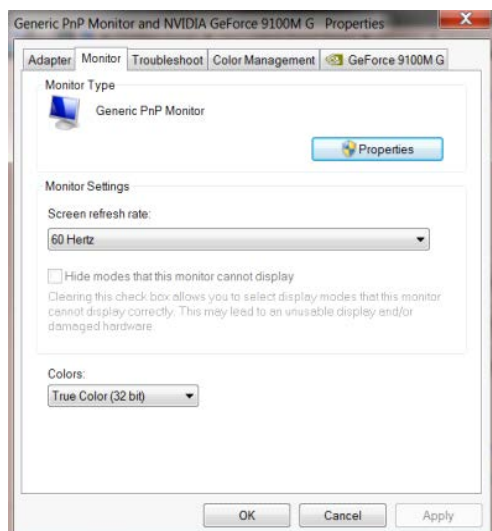 Generic PnP Monitor and NVIDIA GeForce 9100M G Properties
Adapter Monitor Troubleshoot Color Management GeForce 9100M G
Monitor Type
Generic PnP Monitor
Properties
Monitor Settings
Screen refresh rate:
60 Hertz
Hide modes that this monitor cannot display
Clearing this check box allows you to select display modes that this monitor
cannot display correctly. This may lead to an unusable display and/or
damaged hardware.
Colors:
True Color (32 bit)
OK Cancel Apply